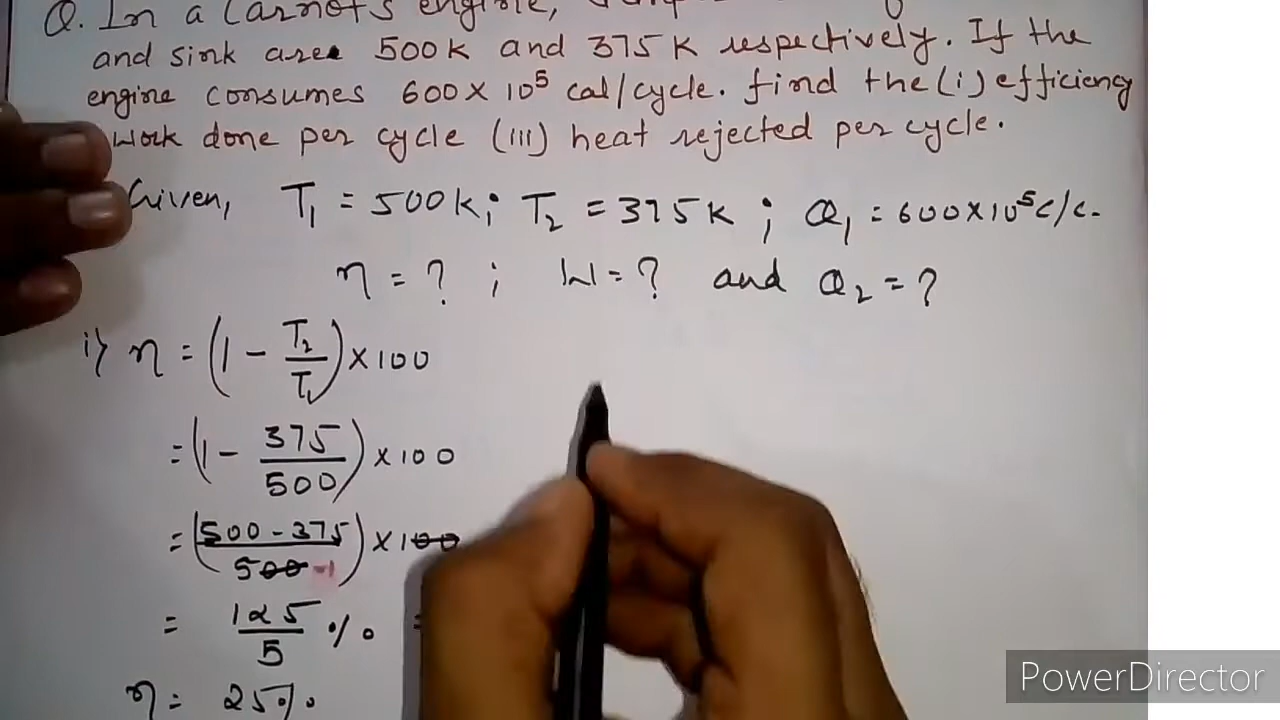 Q. In a Carnot's engine,
and sink are 500K and 375K respectively. If the
engine consumes 600 × 10⁵ cal/cycle. find the (i) efficiency
work done per cycle (iii) heat rejected per cycle.
Given, T₁ = 500K; T₂ = 375K ; Q₁ = 600×10⁵ c/c.
η = ? ; W = ? and Q₂ = ?
i) η = (1 - T₂/T₁) × 100
= (1 - 375/500) × 100
= (500 - 375/500) × 100
= 125/5 %
η = 25%
PowerDirector